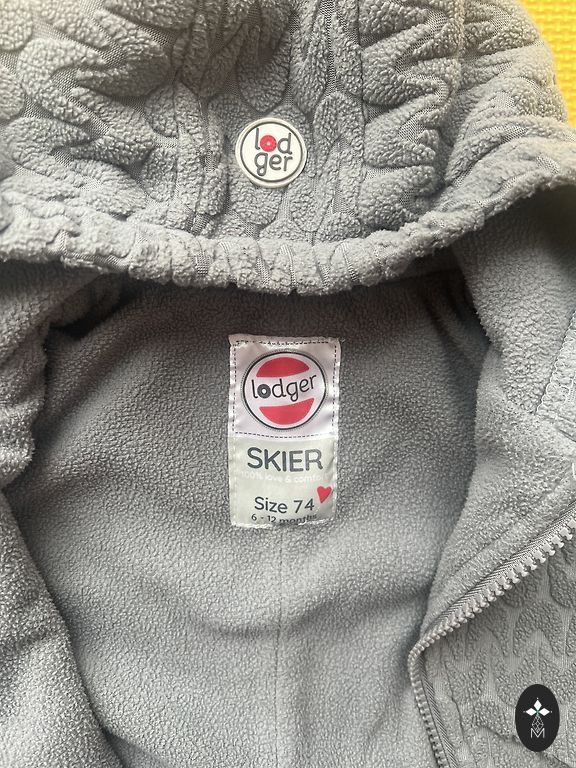 lod
ger
lodger
SKIER
100% love & comfort
Size 74
6 - 12 months
M